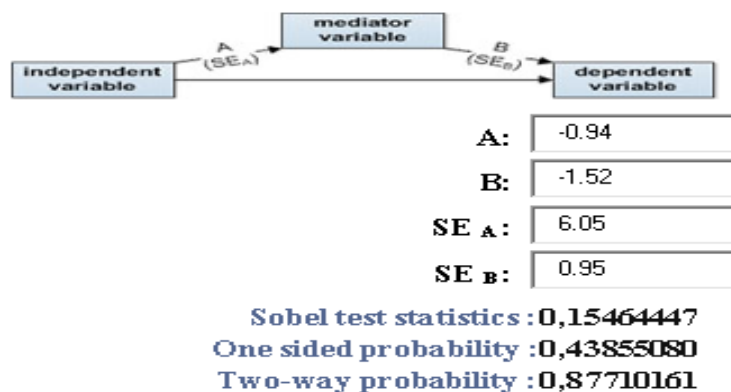 mediator
variable
A
(SEA)
B
(SEB)
independent
variable
dependent
variable
A: -0.94
B: -1.52
SE A: 6.05
SE B: 0.95
Sobel test statistics :0,15464447
One sided probability :0,43855080
Two-way probability :0,87710161